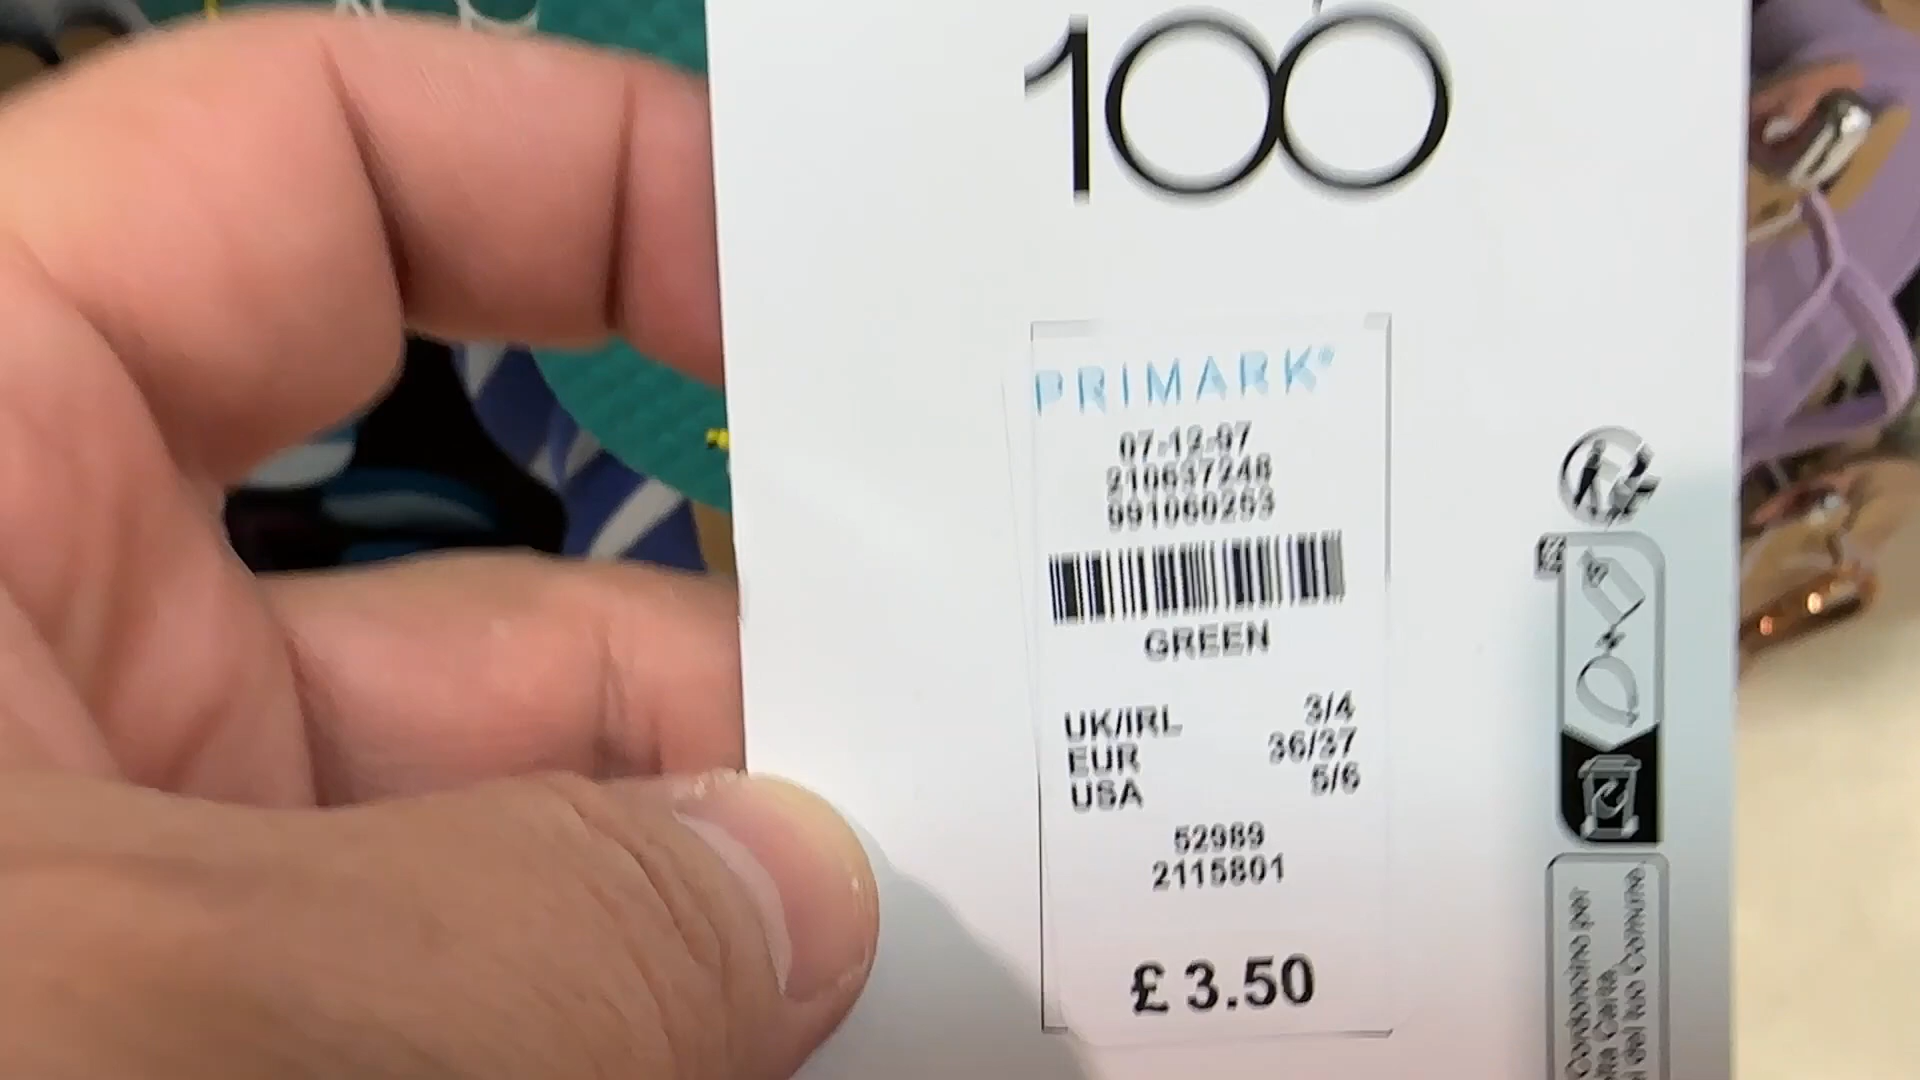 100
PRIMARK®
07-12-07
210637248
991060253
GREEN
UK/IRL 3/4
EUR 36/37
USA 5/6
52989
2115801
£ 3.50